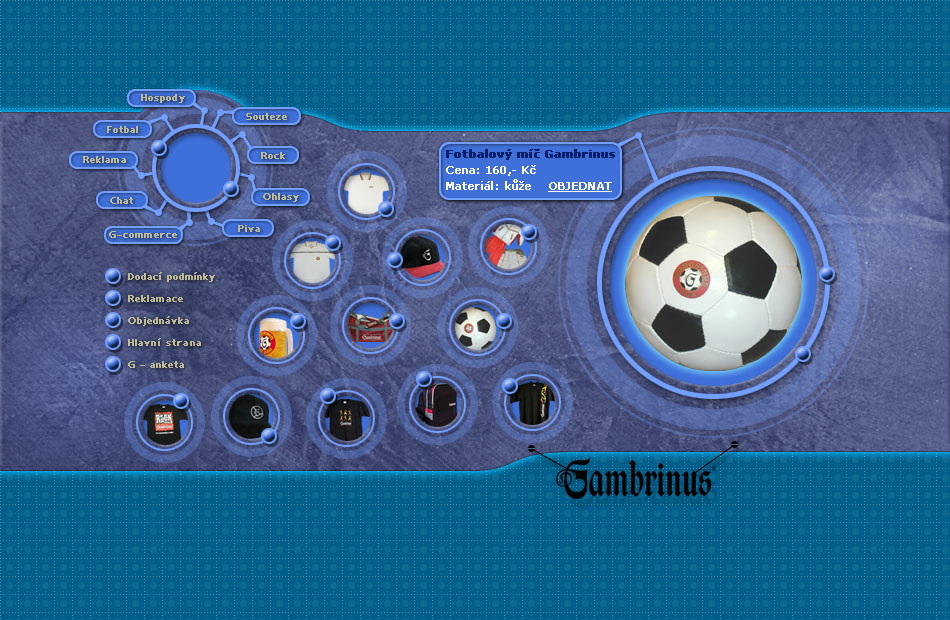 Hospody
Souteze
Fotbal
Rock
Reklama
Ohlasy
Chat
Piva
G-commerce
Fotbalový míč Gambrinus
Cena: 160,- Kč
Materiál: kůže OBJEDNAT
Dodací podmínky
Reklamace
Objednávka
Hlavní strana
G - anketa
Gambrinus